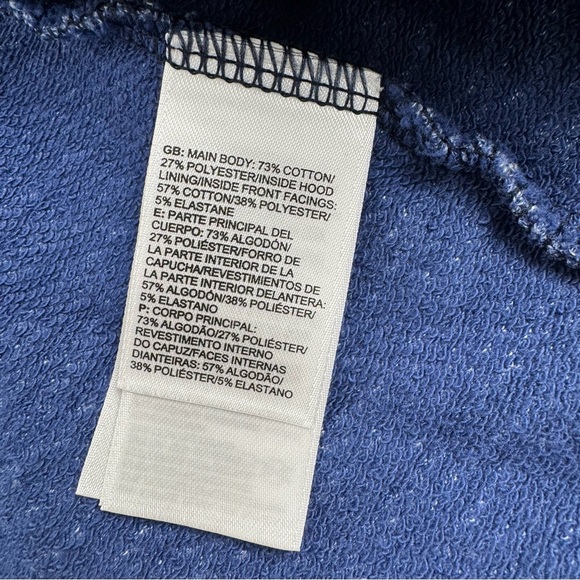 GB: MAIN BODY: 73% COTTON/
27% POLYESTER/INSIDE HOOD
LINING/INSIDE FRONT FACINGS:
57% COTTON/38% POLYESTER/
5% ELASTANE
E: PARTE PRINCIPAL DEL
CUERPO: 73% ALGODÓN/
27% POLIÉSTER/FORRO DE
LA PARTE INTERIOR DE LA
CAPUCHA/REVESTIMIENTOS DE
LA PARTE INTERIOR DELANTERA:
57% ALGODÓN/38% POLIÉSTER/
5% ELASTANO
P: CORPO PRINCIPAL:
73% ALGODÃO/27% POLIÉSTER/
REVESTIMENTO INTERNO
DO CAPUZ/FACES INTERNAS
DIANTEIRAS: 57% ALGODÃO/
38% POLIÉSTER/5% ELASTANO